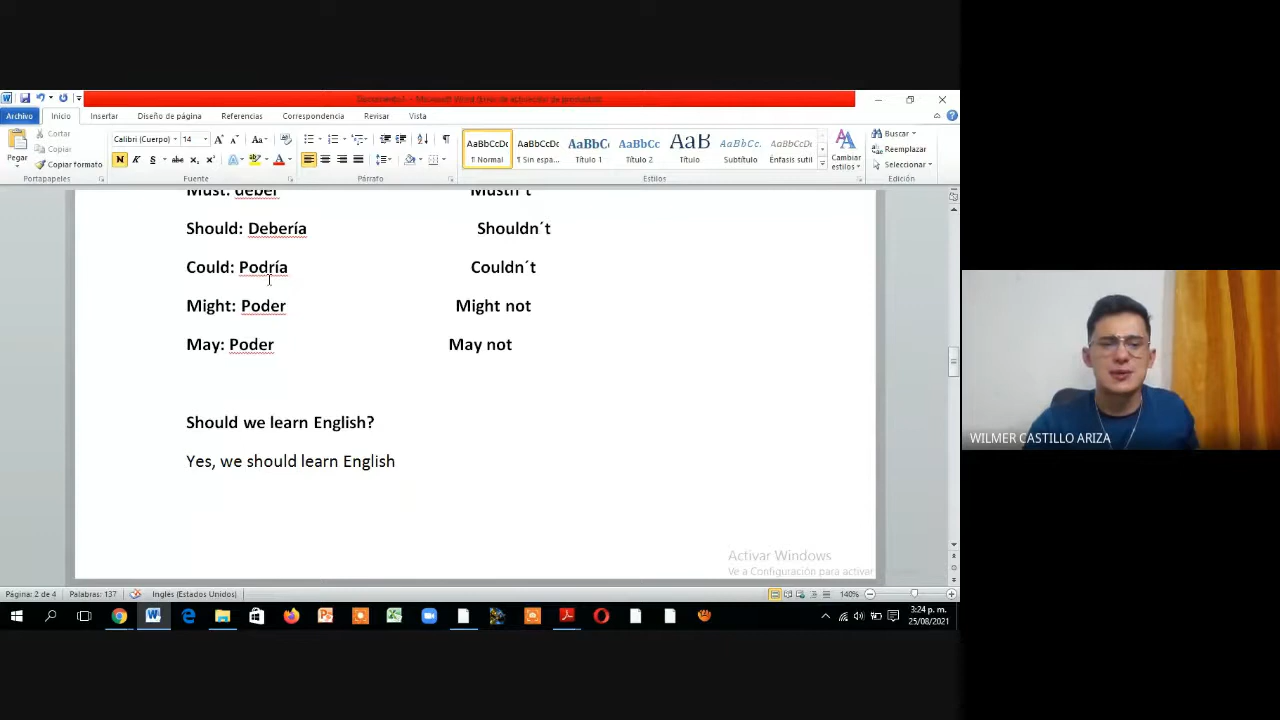 Archivo Inicio Insertar Diseño de página Referencias Correspondencia Revisar Vista
Pegar
Cortar
Copiar
Copiar formato
Portapapeles
Calibri (Cuerpo) 14
Fuente
Párrafo
AaBbCcDc AaBbCcDc AaBbC AaBbCc AaB AaBbCc. AaBbCcDc
¶ Normal ¶ Sin espa... Título 1 Título 2 Título Subtítulo Énfasis sutil
Estilos
Cambiar
estilos
Buscar
Reemplazar
Seleccionar
Edición
Must: deber Mustn´t
Should: Debería Shouldn´t
Could: Podría Couldn´t
Might: Poder Might not
May: Poder May not
Should we learn English?
Yes, we should learn English
Activar Windows
Ve a Configuración para activar
Página: 2 de 4 Palabras: 137 Inglés (Estados Unidos) 140%
3:24 p. m.
25/08/2021
WILMER CASTILLO ARIZA